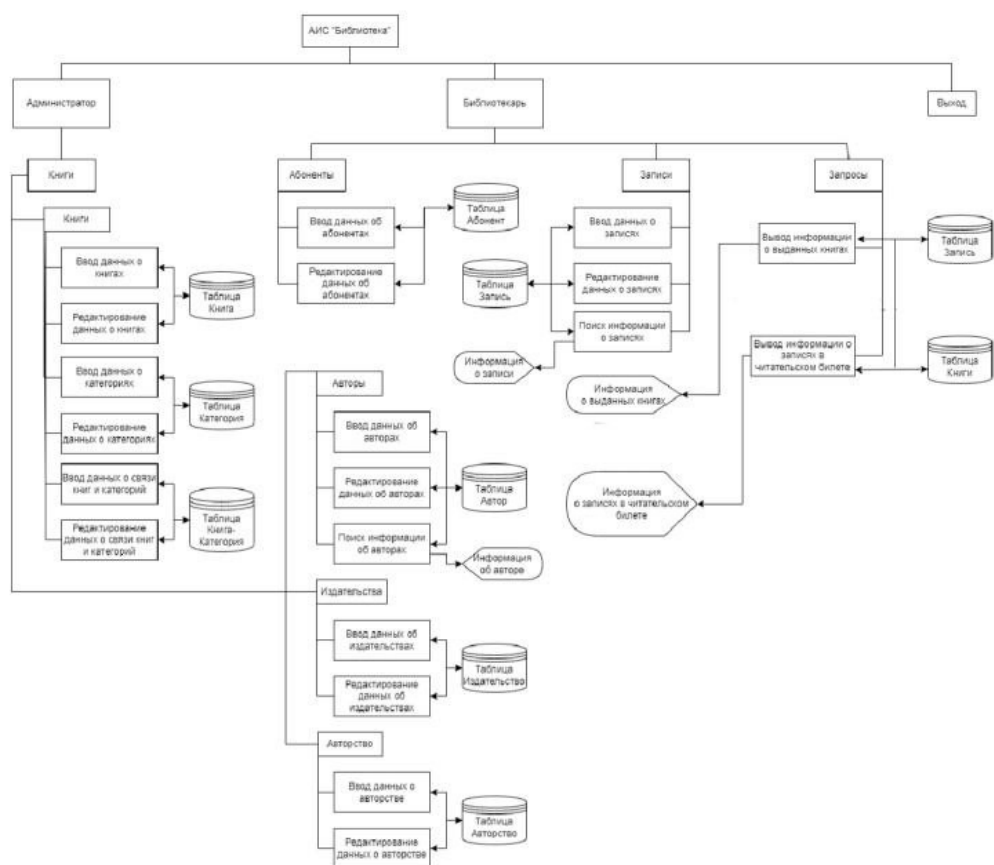 АИС "Библиотека"
Администратор
Библиотекарь
Выход
Книги
Абоненты
Записи
Запросы
Книги
Ввод данных о
книгах
Редактирование
данных о книгах
Таблица
Книга
Ввод данных о
категориях
Редактирование
данных о категориях
Таблица
Категория
Ввод данных о связи
книг и категорий
Редактирование
данных о связи книг
и категорий
Таблица
Книга-
Категория
Ввод данных об
абонентах
Редактирование
данных об
абонентах
Таблица
Абонент
Ввод данных о
записях
Редактирование
данных о записях
Поиск информации
о записях
Таблица
Запись
Информация
о записи
Вывод информации
о выданных книгах
Таблица
Запись
Вывод информации о
записях в
читательском билете
Таблица
Книги
Информация
о выданных книгах
Информация
о записях в читательском
билете
Авторы
Ввод данных об
авторах
Редактирование
данных об авторах
Поиск информации
об авторах
Таблица
Автор
Информация
об авторе
Издательства
Ввод данных об
издательствах
Редактирование
данных об
издательствах
Таблица
Издательство
Авторство
Ввод данных о
авторстве
Редактирование
данных о авторстве
Таблица
Авторство